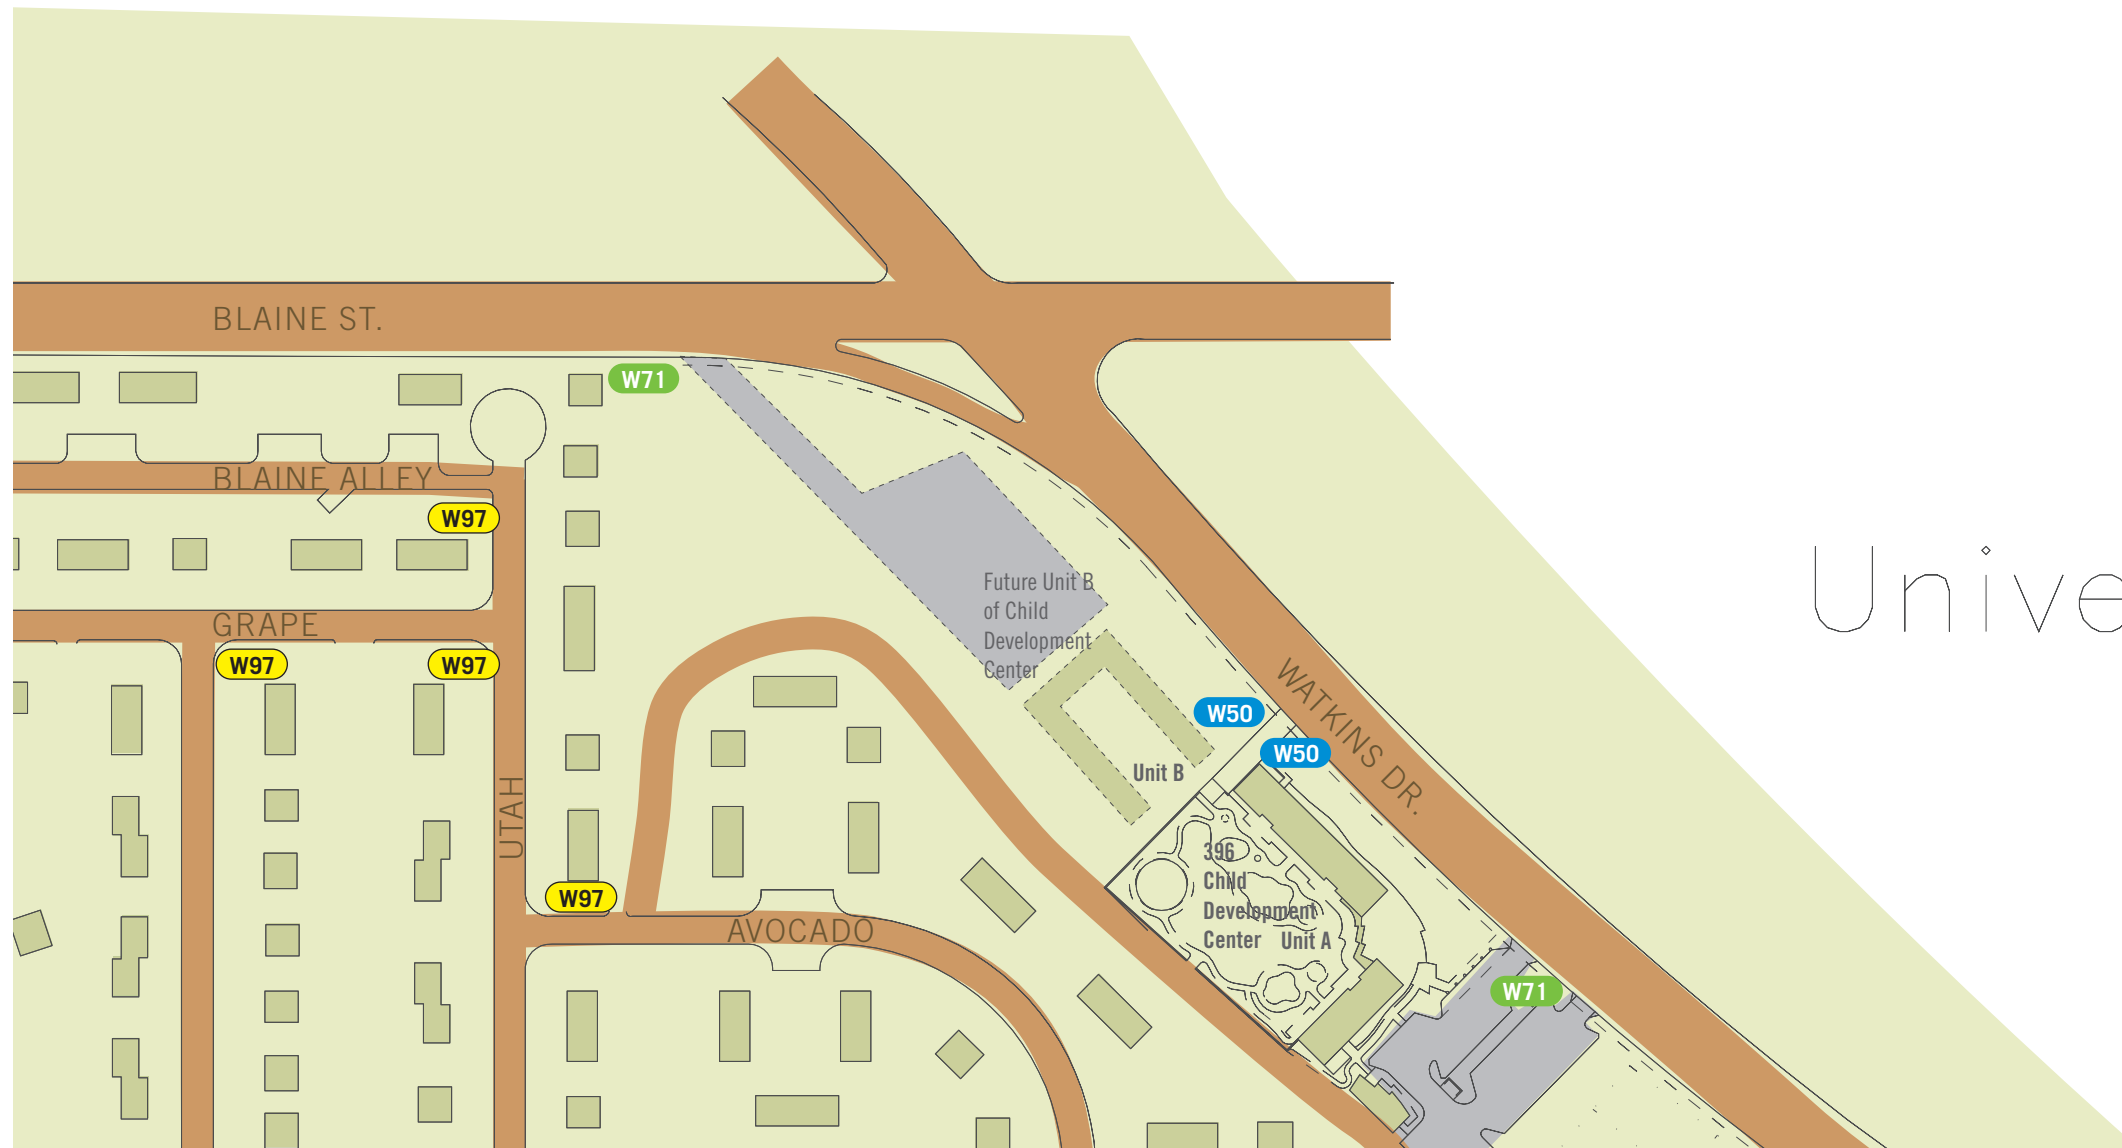 BLAINE ST.
W71
BLAINE ALLEY
W97
Future Unit B
of Child
Development
Center
Unive
GRAPE
W97
W97
WATKINS DR.
W50
W50
Unit B
UTAH
396
Child
Development
Center Unit A
W97
AVOCADO
W71